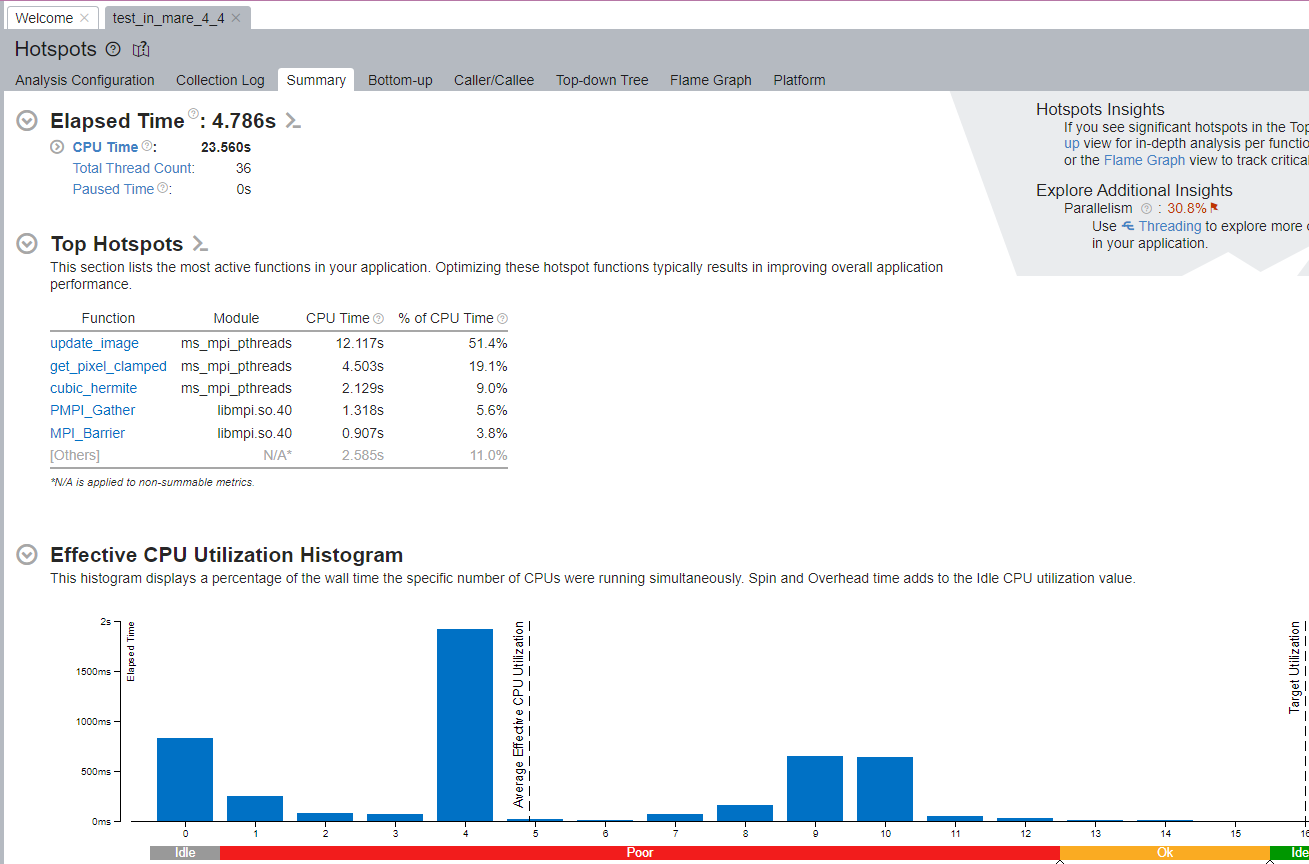 Welcome
test_in_mare_4_4
Hotspots
Analysis Configuration Collection Log Summary Bottom-up Caller/Callee Top-down Tree Flame Graph Platform
Elapsed Time: 4.786s
CPU Time: 23.560s
Total Thread Count: 36
Paused Time: 0s
Hotspots Insights
If you see significant hotspots in the Top
up view for in-depth analysis per functio
or the Flame Graph view to track critical
Explore Additional Insights
Parallelism : 30.8%
Use Threading to explore more
in your application.
Top Hotspots
This section lists the most active functions in your application. Optimizing these hotspot functions typically results in improving overall application
performance.
Function Module CPU Time % of CPU Time
update_image ms_mpi_pthreads 12.117s 51.4%
get_pixel_clamped ms_mpi_pthreads 4.503s 19.1%
cubic_hermite ms_mpi_pthreads 2.129s 9.0%
PMPI_Gather libmpi.so.40 1.318s 5.6%
MPI_Barrier libmpi.so.40 0.907s 3.8%
[Others] N/A* 2.585s 11.0%
*N/A is applied to non-summable metrics.
Effective CPU Utilization Histogram
This histogram displays a percentage of the wall time the specific number of CPUs were running simultaneously. Spin and Overhead time adds to the Idle CPU utilization value.
2s
1500ms
1000ms
500ms
0ms
Elapsed Time
Average Effective CPU Utilization
Target Utilization
0 1 2 3 4 5 6 7 8 9 10 11 12 13 14 15 16
Idle Poor Ok Ide